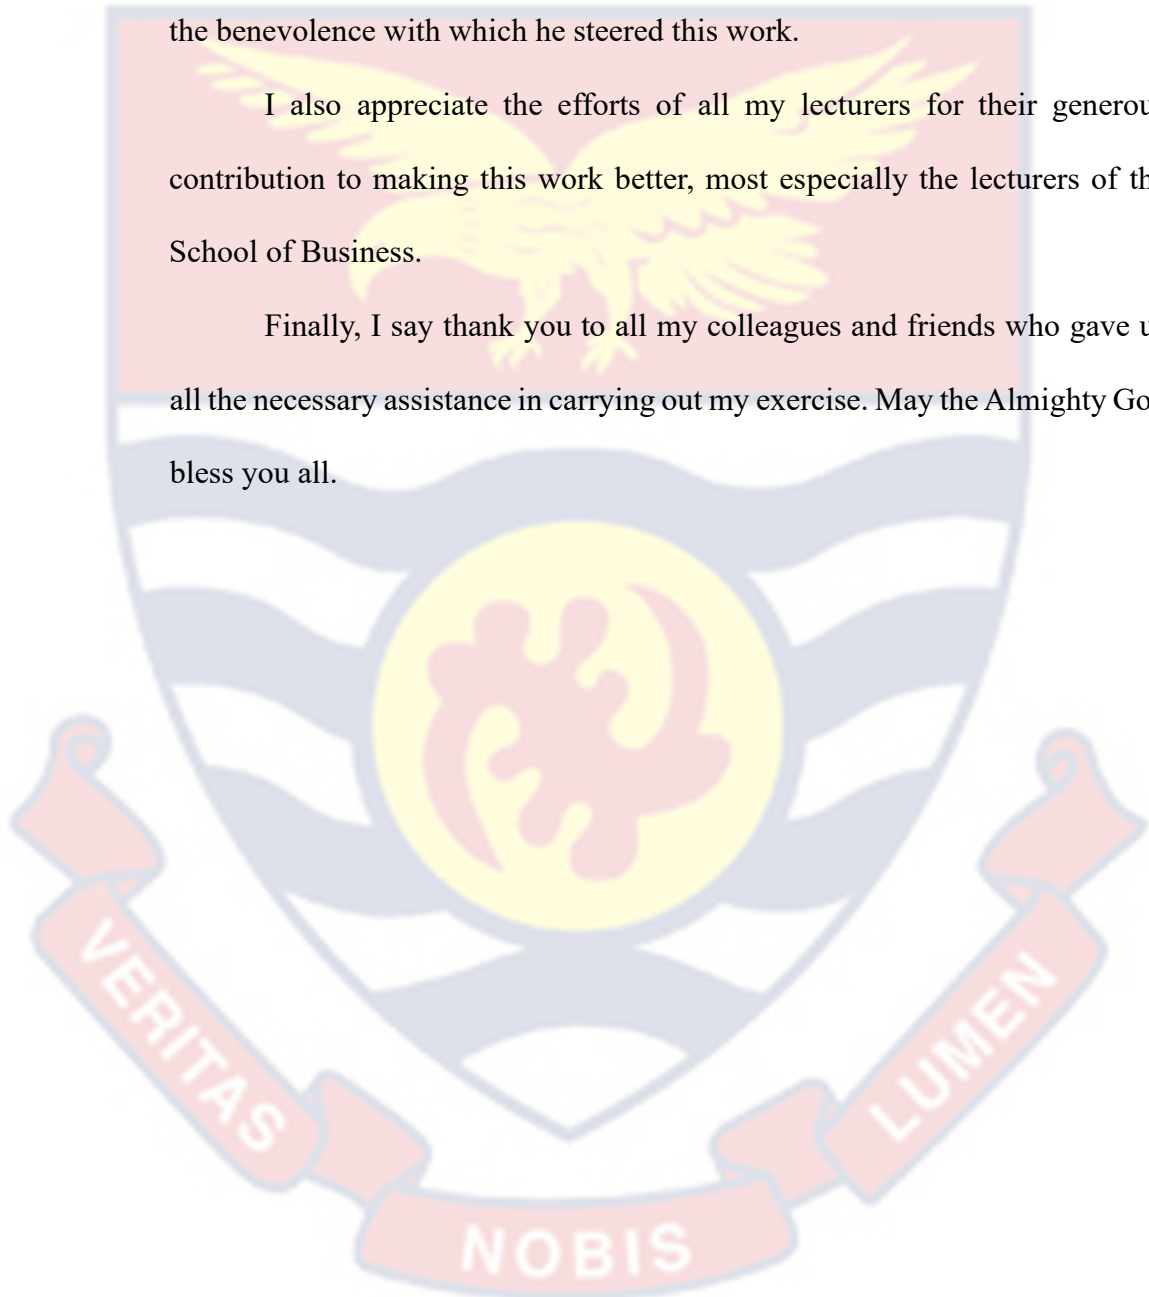 the benevolence with which he steered this work.
I also appreciate the efforts of all my lecturers for their generou
contribution to making this work better, most especially the lecturers of th
School of Business.
Finally, I say thank you to all my colleagues and friends who gave u
all the necessary assistance in carrying out my exercise. May the Almighty Go
bless you all.
VERITAS
NOBIS
LUMEN